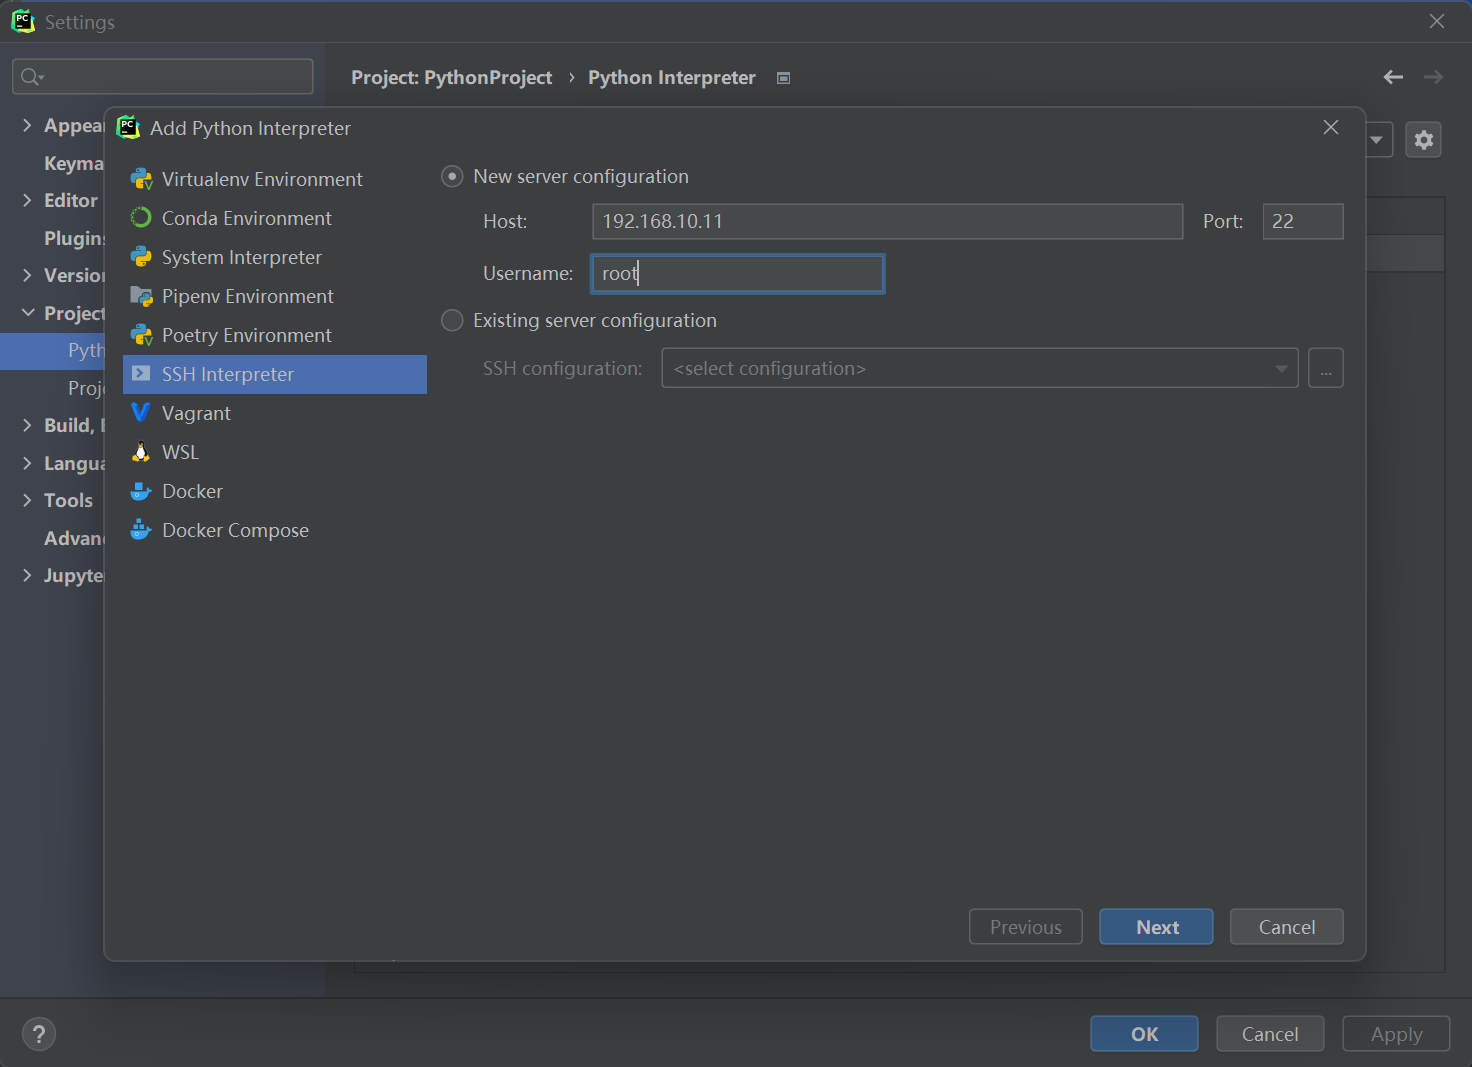 Settings
Project: PythonProject › Python Interpreter
Appea
Keyma
Editor
Plugin
Versio
Project
Pyth
Proj
Build,
Langua
Tools
Advan
Jupyte
PC
Add Python Interpreter
Virtualenv Environment
Conda Environment
System Interpreter
Pipenv Environment
Poetry Environment
SSH Interpreter
Vagrant
WSL
Docker
Docker Compose
New server configuration
Host: 192.168.10.11 Port: 22
Username: root
Existing server configuration
SSH configuration: <select configuration> ...
Previous Next Cancel
? OK Cancel Apply